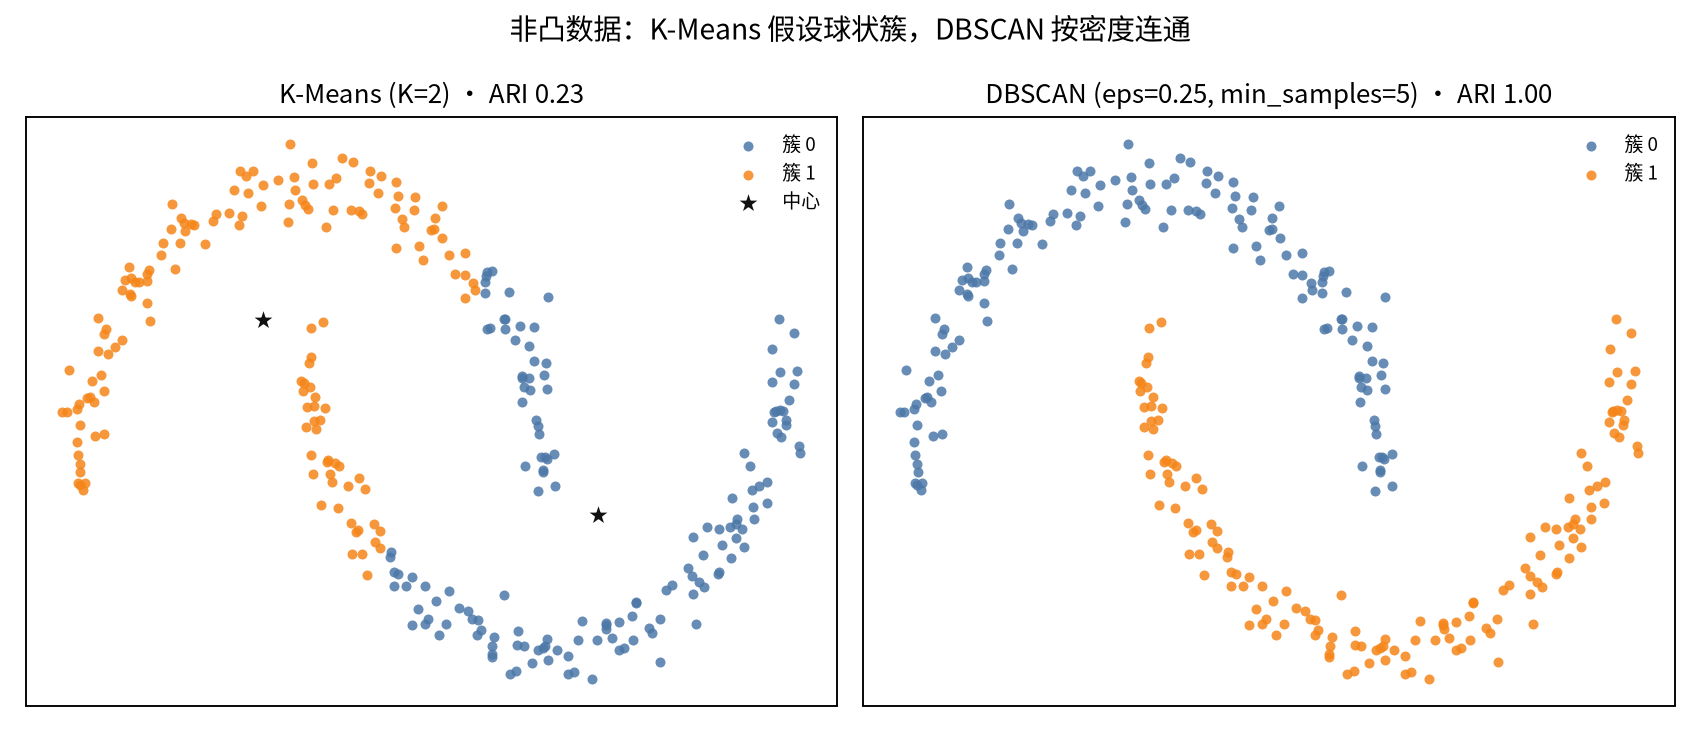 非凸数据：K-Means 假设球状簇，DBSCAN 按密度连通
K-Means (K=2) · ARI 0.23
簇 0
簇 1
中心
DBSCAN (eps=0.25, min_samples=5) · ARI 1.00
簇 0
簇 1